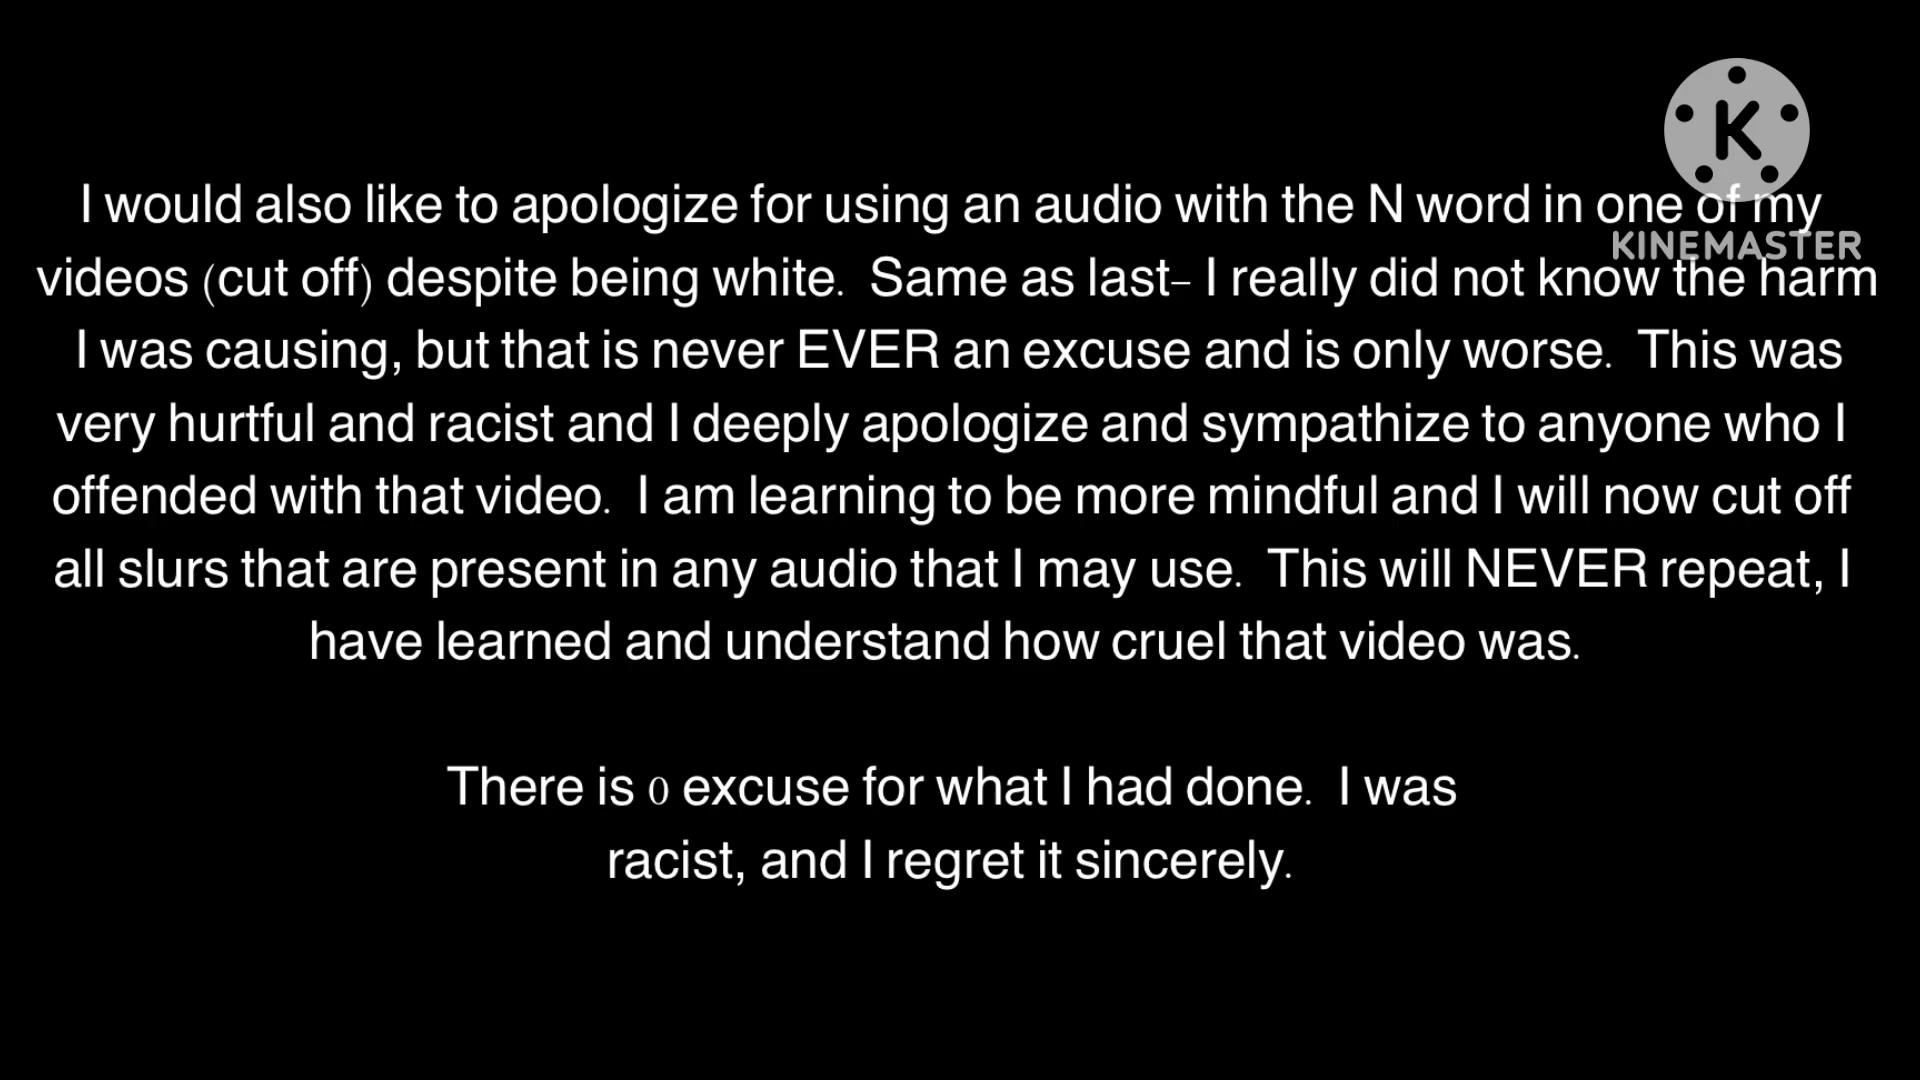 I would also like to apologize for using an audio with the N word in one of my
KINEMASTER
videos (cut off) despite being white.  Same as last– I really did not know the harm
I was causing, but that is never EVER an excuse and is only worse.  This was
very hurtful and racist and I deeply apologize and sympathize to anyone who I
offended with that video.  I am learning to be more mindful and I will now cut off
all slurs that are present in any audio that I may use.  This will NEVER repeat, I
have learned and understand how cruel that video was.
There is 0 excuse for what I had done.  I was
racist, and I regret it sincerely.